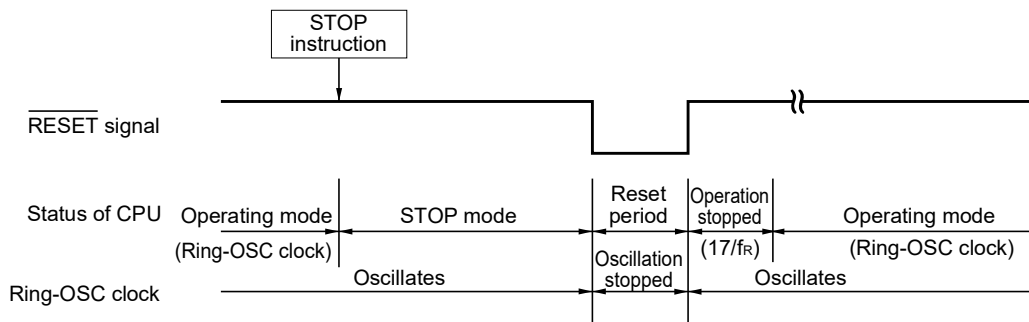 STOP
instruction
RESET signal
Status of CPU
Operating mode
(Ring-OSC clock)
STOP mode
Reset
period
Operation
stopped
(17/fR)
Operating mode
(Ring-OSC clock)
Ring-OSC clock
Oscillates
Oscillation
stopped
Oscillates